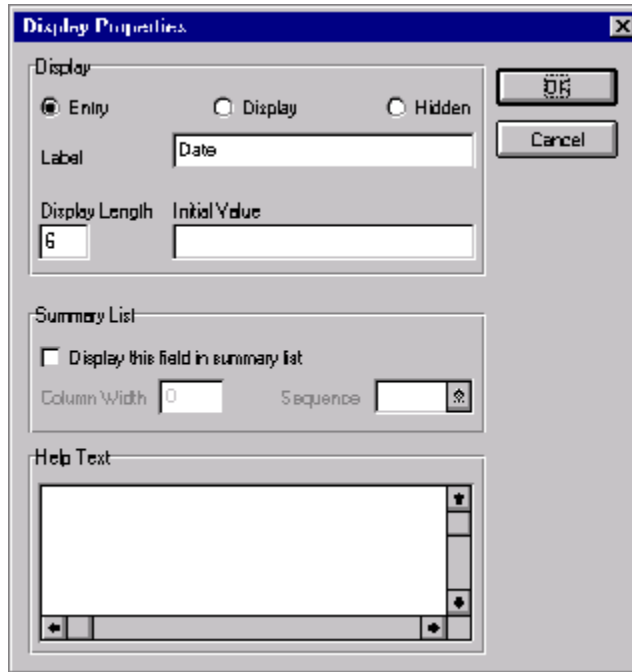 Display Properties
Display
Entry Display Hidden
Label Date
Display Length Initial Value
6
Summary List
Display this field in summary list
Column Width 0 Sequence
Help Text
OK
Cancel